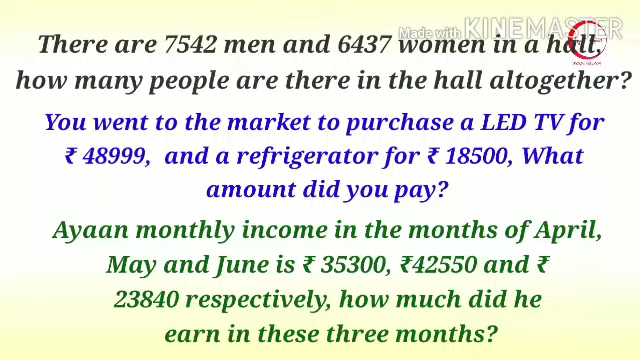 Made with KINEMASTER
There are 7542 men and 6437 women in a hall,
how many people are there in the hall altogether?
You went to the market to purchase a LED TV for
₹ 48999, and a refrigerator for ₹ 18500, What
amount did you pay?
Ayaan monthly income in the months of April,
May and June is ₹ 35300, ₹42550 and ₹
23840 respectively, how much did he
earn in these three months?